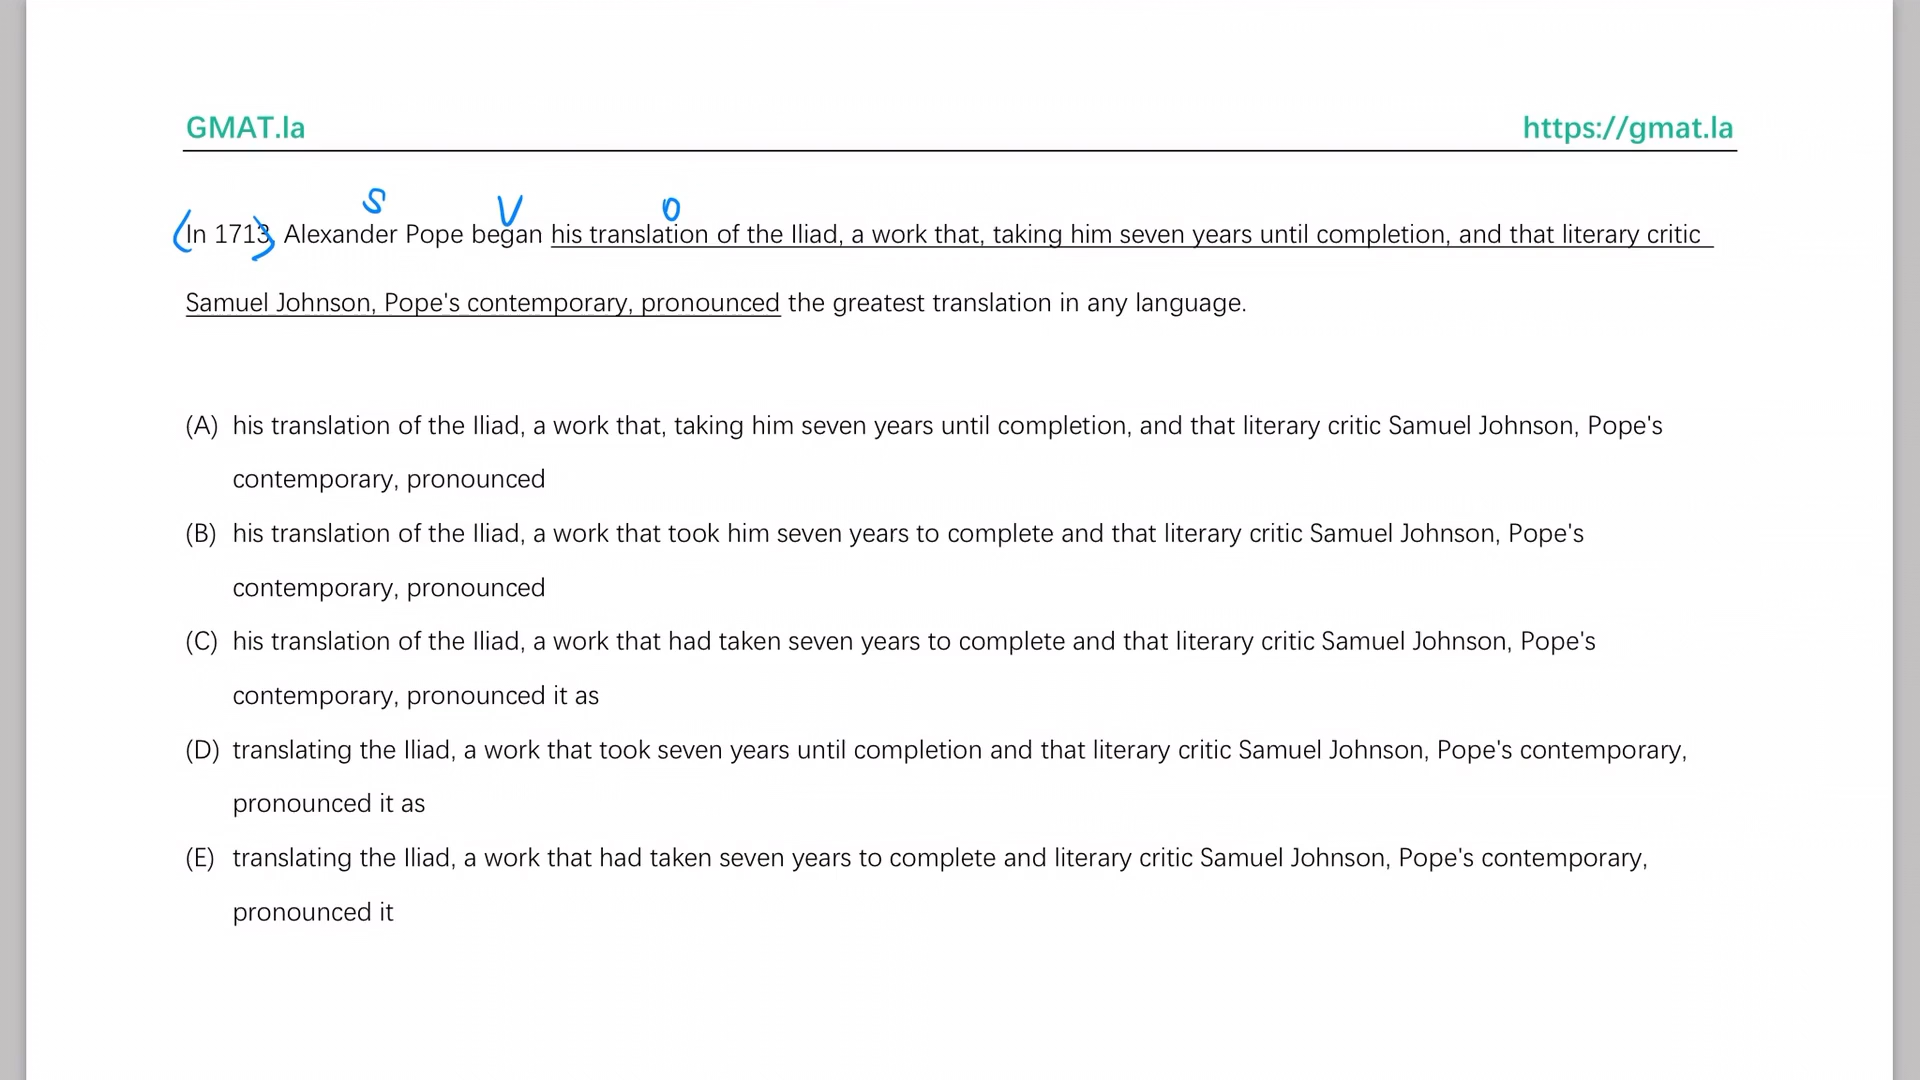 GMAT.la
https://gmat.la
S V O
(In 1713), Alexander Pope began his translation of the Iliad, a work that, taking him seven years until completion, and that literary critic
Samuel Johnson, Pope's contemporary, pronounced the greatest translation in any language.
(A) his translation of the Iliad, a work that, taking him seven years until completion, and that literary critic Samuel Johnson, Pope's
contemporary, pronounced
(B) his translation of the Iliad, a work that took him seven years to complete and that literary critic Samuel Johnson, Pope's
contemporary, pronounced
(C) his translation of the Iliad, a work that had taken seven years to complete and that literary critic Samuel Johnson, Pope's
contemporary, pronounced it as
(D) translating the Iliad, a work that took seven years until completion and that literary critic Samuel Johnson, Pope's contemporary,
pronounced it as
(E) translating the Iliad, a work that had taken seven years to complete and literary critic Samuel Johnson, Pope's contemporary,
pronounced it